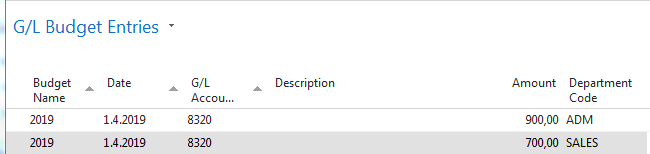 G/L Budget Entries
Budget Name Date G/L Accou... Description Amount Department Code
2019 1.4.2019 8320 900,00 ADM
2019 1.4.2019 8320 700,00 SALES